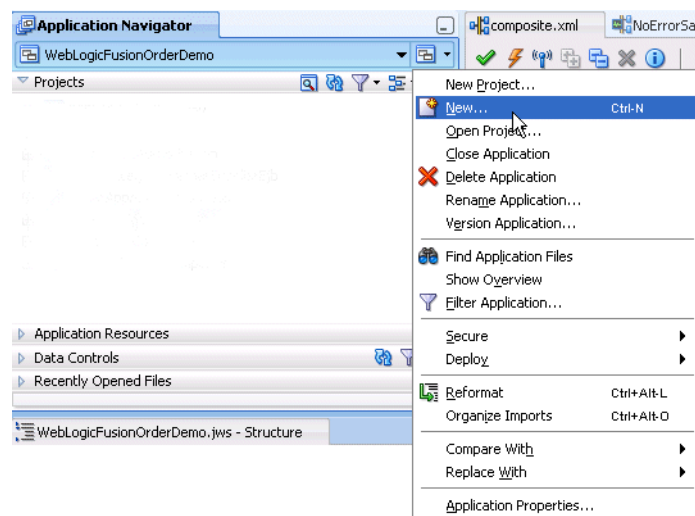 Application Navigator
composite.xml
NoErrorSa
WebLogicFusionOrderDemo
Projects
New Project...
New... Ctrl-N
Open Project...
Close Application
Delete Application
Rename Application...
Version Application...
Find Application Files
Show Overview
Filter Application...
Application Resources
Secure
Data Controls
Deploy
Recently Opened Files
Reformat Ctrl+Alt-L
Organize Imports Ctrl+Alt-O
WebLogicFusionOrderDemo.jws - Structure
Compare With
Replace With
Application Properties...